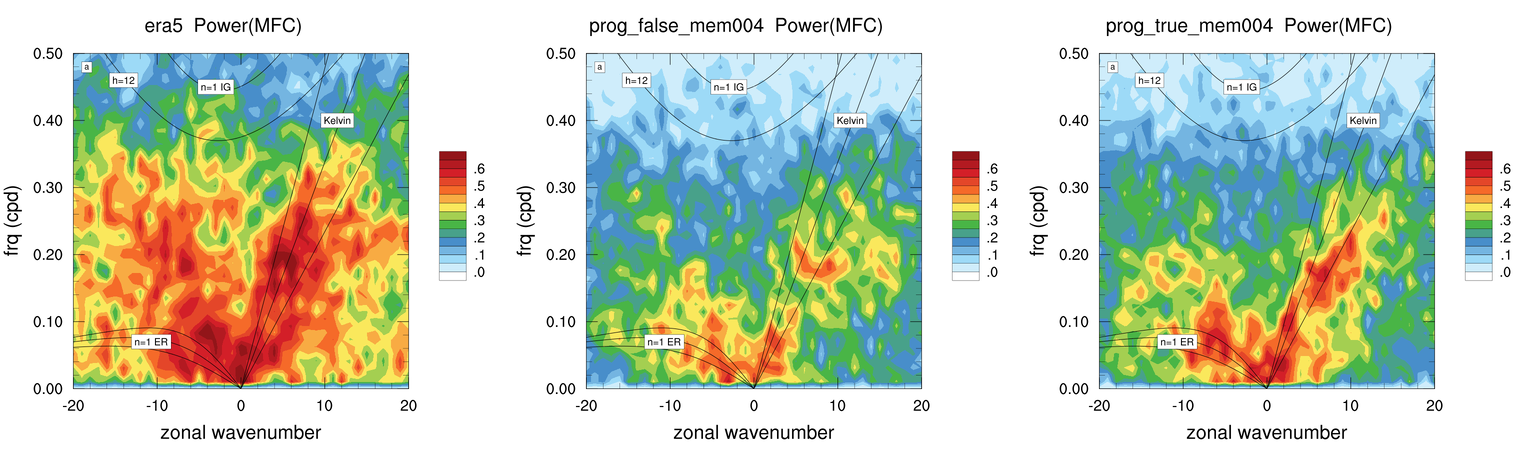 era5  Power(MFC)
frq (cpd)
0.50
0.40
0.30
0.20
0.10
0.00
a
h=12
n=1 IG
Kelvin
n=1 ER
-20
-10
0
10
20
zonal wavenumber
.6
.5
.4
.3
.2
.1
.0
prog_false_mem004  Power(MFC)
frq (cpd)
0.50
0.40
0.30
0.20
0.10
0.00
a
h=12
n=1 IG
Kelvin
n=1 ER
-20
-10
0
10
20
zonal wavenumber
.6
.5
.4
.3
.2
.1
.0
prog_true_mem004  Power(MFC)
frq (cpd)
0.50
0.40
0.30
0.20
0.10
0.00
a
h=12
n=1 IG
Kelvin
n=1 ER
-20
-10
0
10
20
zonal wavenumber
.6
.5
.4
.3
.2
.1
.0